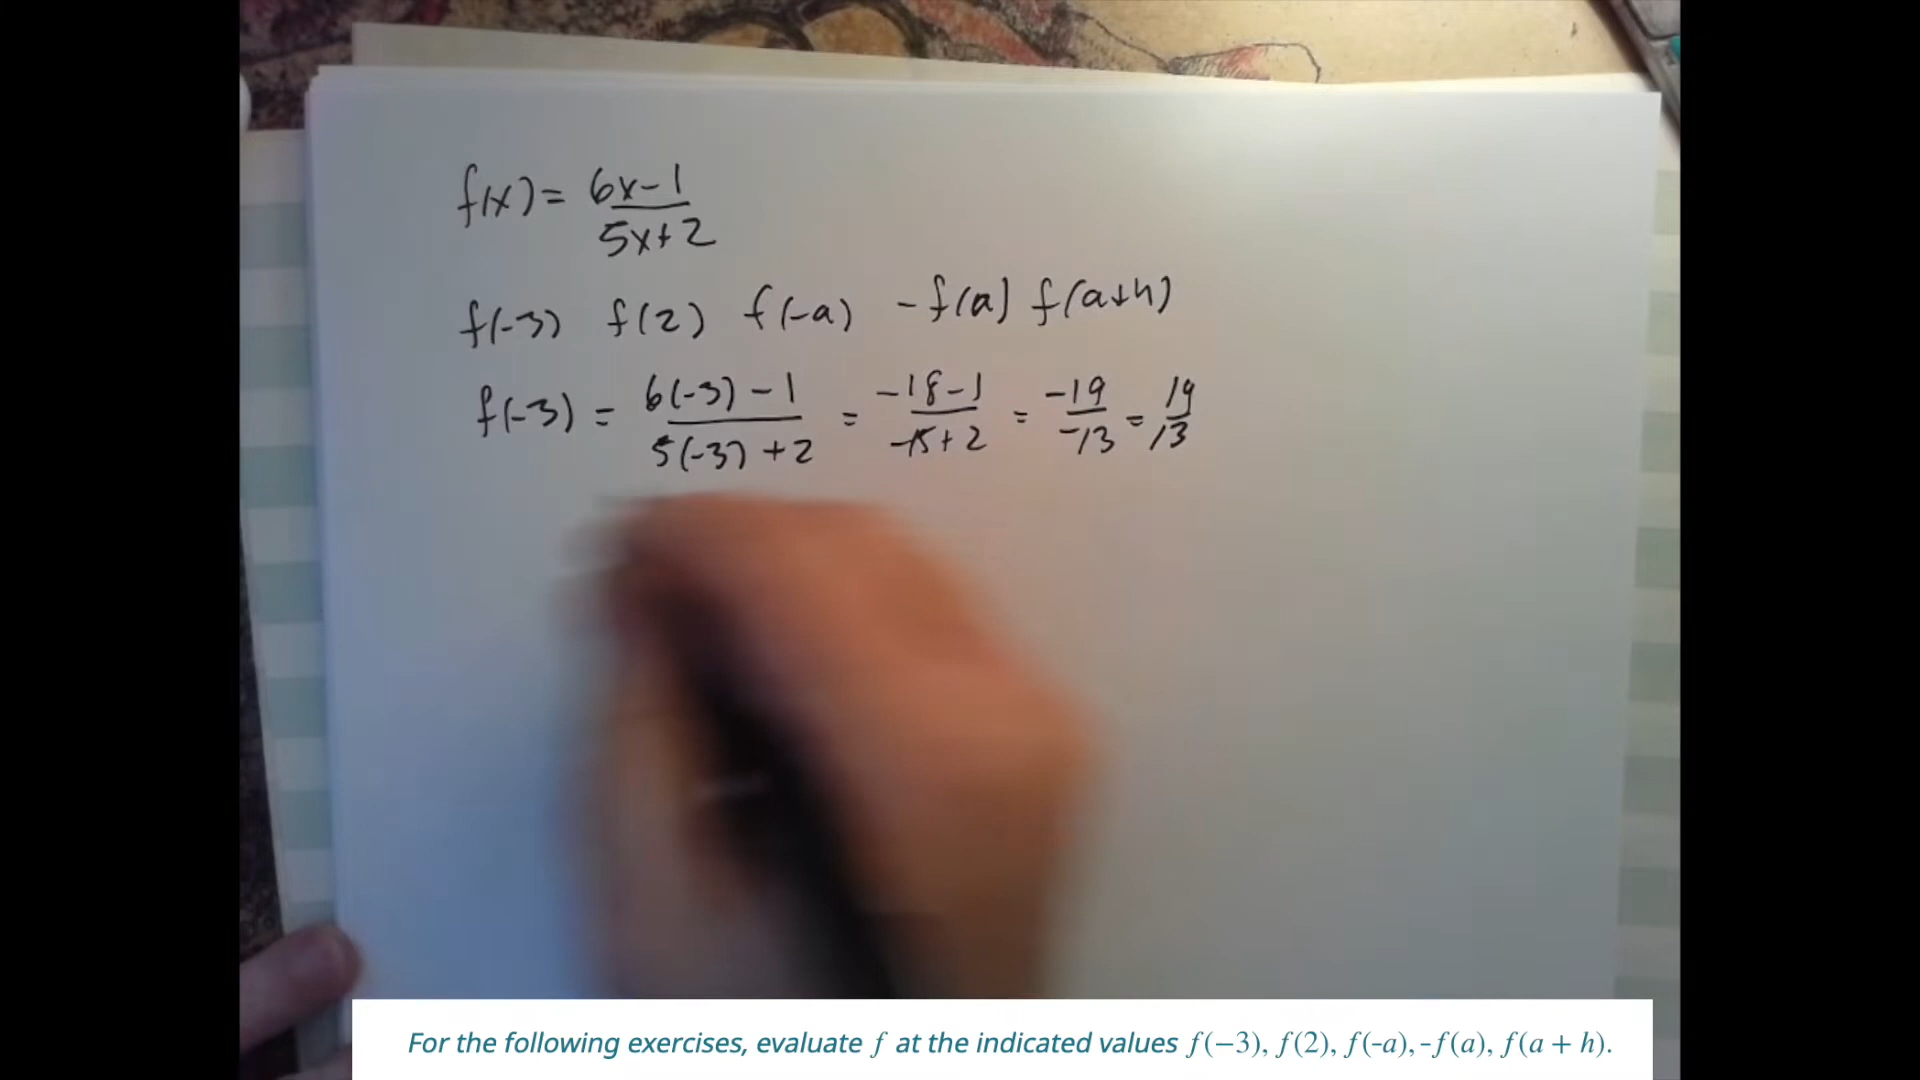 f(x) = 6x-1 / 5x+2
f(-3) f(2) f(-a) -f(a) f(a+h)
f(-3) = 6(-3)-1 / 5(-3)+2 = -18-1 / -15+2 = -19 / -13 = 19 / 13
For the following exercises, evaluate f at the indicated values f(−3), f(2), f(-a), -f(a), f(a + h).